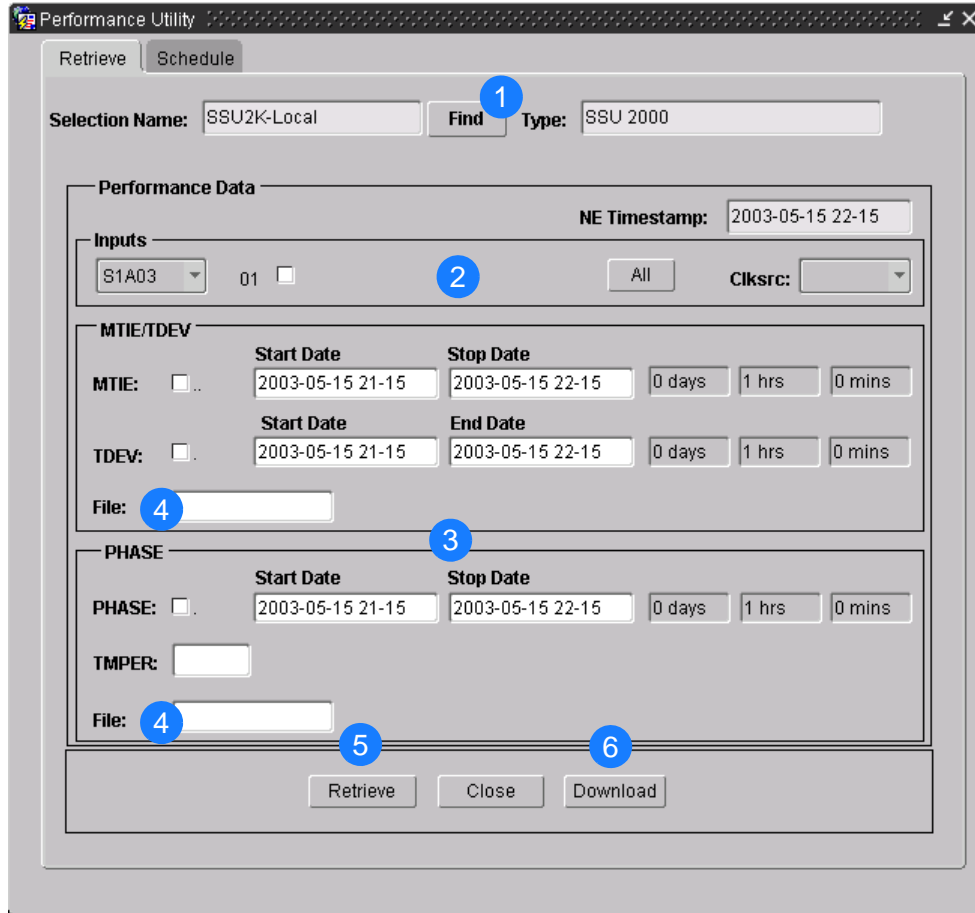 Performance Utility
Retrieve Schedule
1
Selection Name: SSU2K-Local Find Type: SSU 2000
Performance Data
NE Timestamp: 2003-05-15 22-15
Inputs
S1A03 01 2 All Clksrc:
MTIE/TDEV
Start Date Stop Date
MTIE: .. 2003-05-15 21-15 2003-05-15 22-15 0 days 1 hrs 0 mins
Start Date End Date
TDEV: . 2003-05-15 21-15 2003-05-15 22-15 0 days 1 hrs 0 mins
File: 4
3
PHASE
Start Date Stop Date
PHASE: . 2003-05-15 21-15 2003-05-15 22-15 0 days 1 hrs 0 mins
TMPER:
File: 4
5 6
Retrieve Close Download